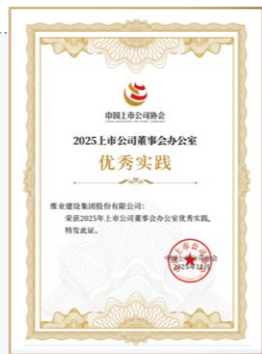 中国上市公司协会
2025上市公司董事会办公室
优秀实践
维业建设集团股份有限公司:
荣获2025年上市公司董事会办公室优秀实践。
特发此证。
中国上市公司协会
2025年12月